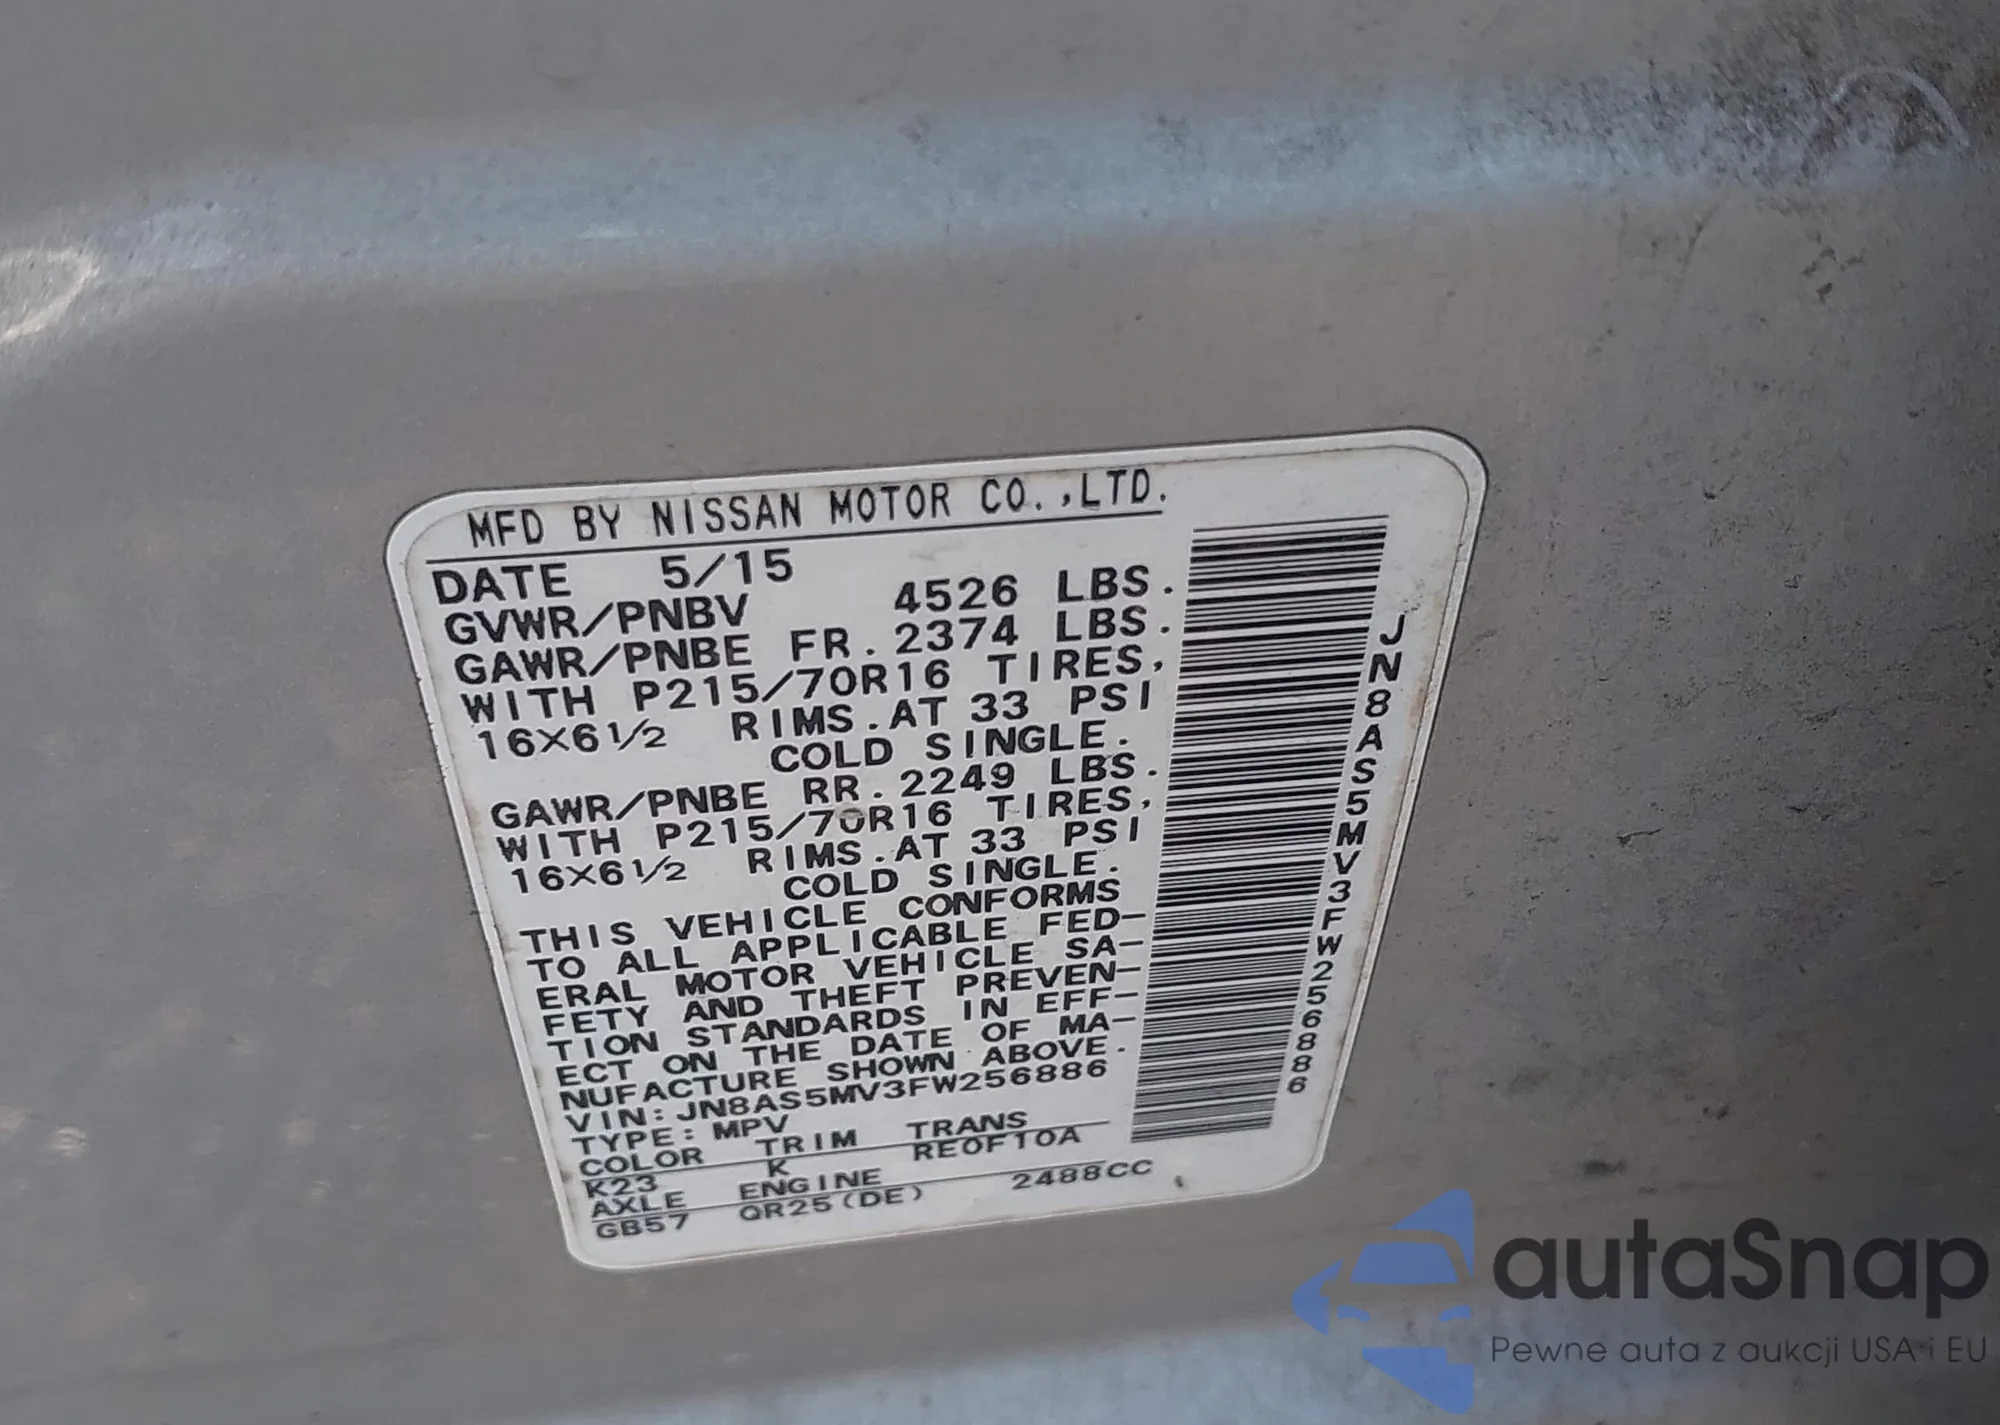 MFD BY NISSAN MOTOR CO.,LTD.
DATE 5/15
GVWR/PNBV 4526 LBS.
GAWR/PNBE FR.2374 LBS.
WITH P215/70R16 TIRES,
16X6 1/2 RIMS.AT 33 PSI
COLD SINGLE.
GAWR/PNBE RR.2249 LBS.
WITH P215/70R16 TIRES,
16X6 1/2 RIMS.AT 33 PSI
COLD SINGLE.
THIS VEHICLE CONFORMS
TO ALL APPLICABLE FED-
ERAL MOTOR VEHICLE SA-
FETY AND THEFT PREVEN-
TION STANDARDS IN EFF-
ECT ON THE DATE OF MA-
NUFACTURE SHOWN ABOVE.
VIN:JN8AS5MV3FW256886
TYPE:MPV
COLOR TRIM TRANS
K23 K RE0F10A
AXLE ENGINE
GB57 QR25(DE) 2488CC
JN8AS5MV3FW256886
autaSnap
Pewne auta z aukcji USA i EU